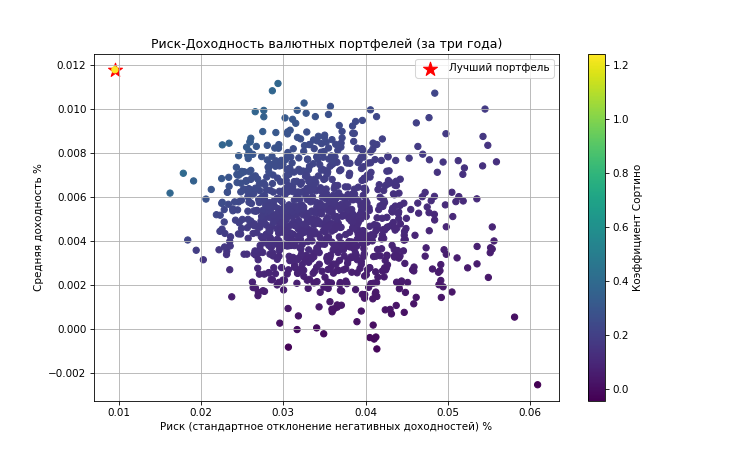 Риск-Доходность валютных портфелей (за три года)
Лучший портфель
0.012
0.010
0.008
0.006
0.004
0.002
0.000
−0.002
Средняя доходность %
0.01 0.02 0.03 0.04 0.05 0.06
Риск (стандартное отклонение негативных доходностей) %
1.2
1.0
0.8
0.6
0.4
0.2
0.0
Коэффициент Сортино